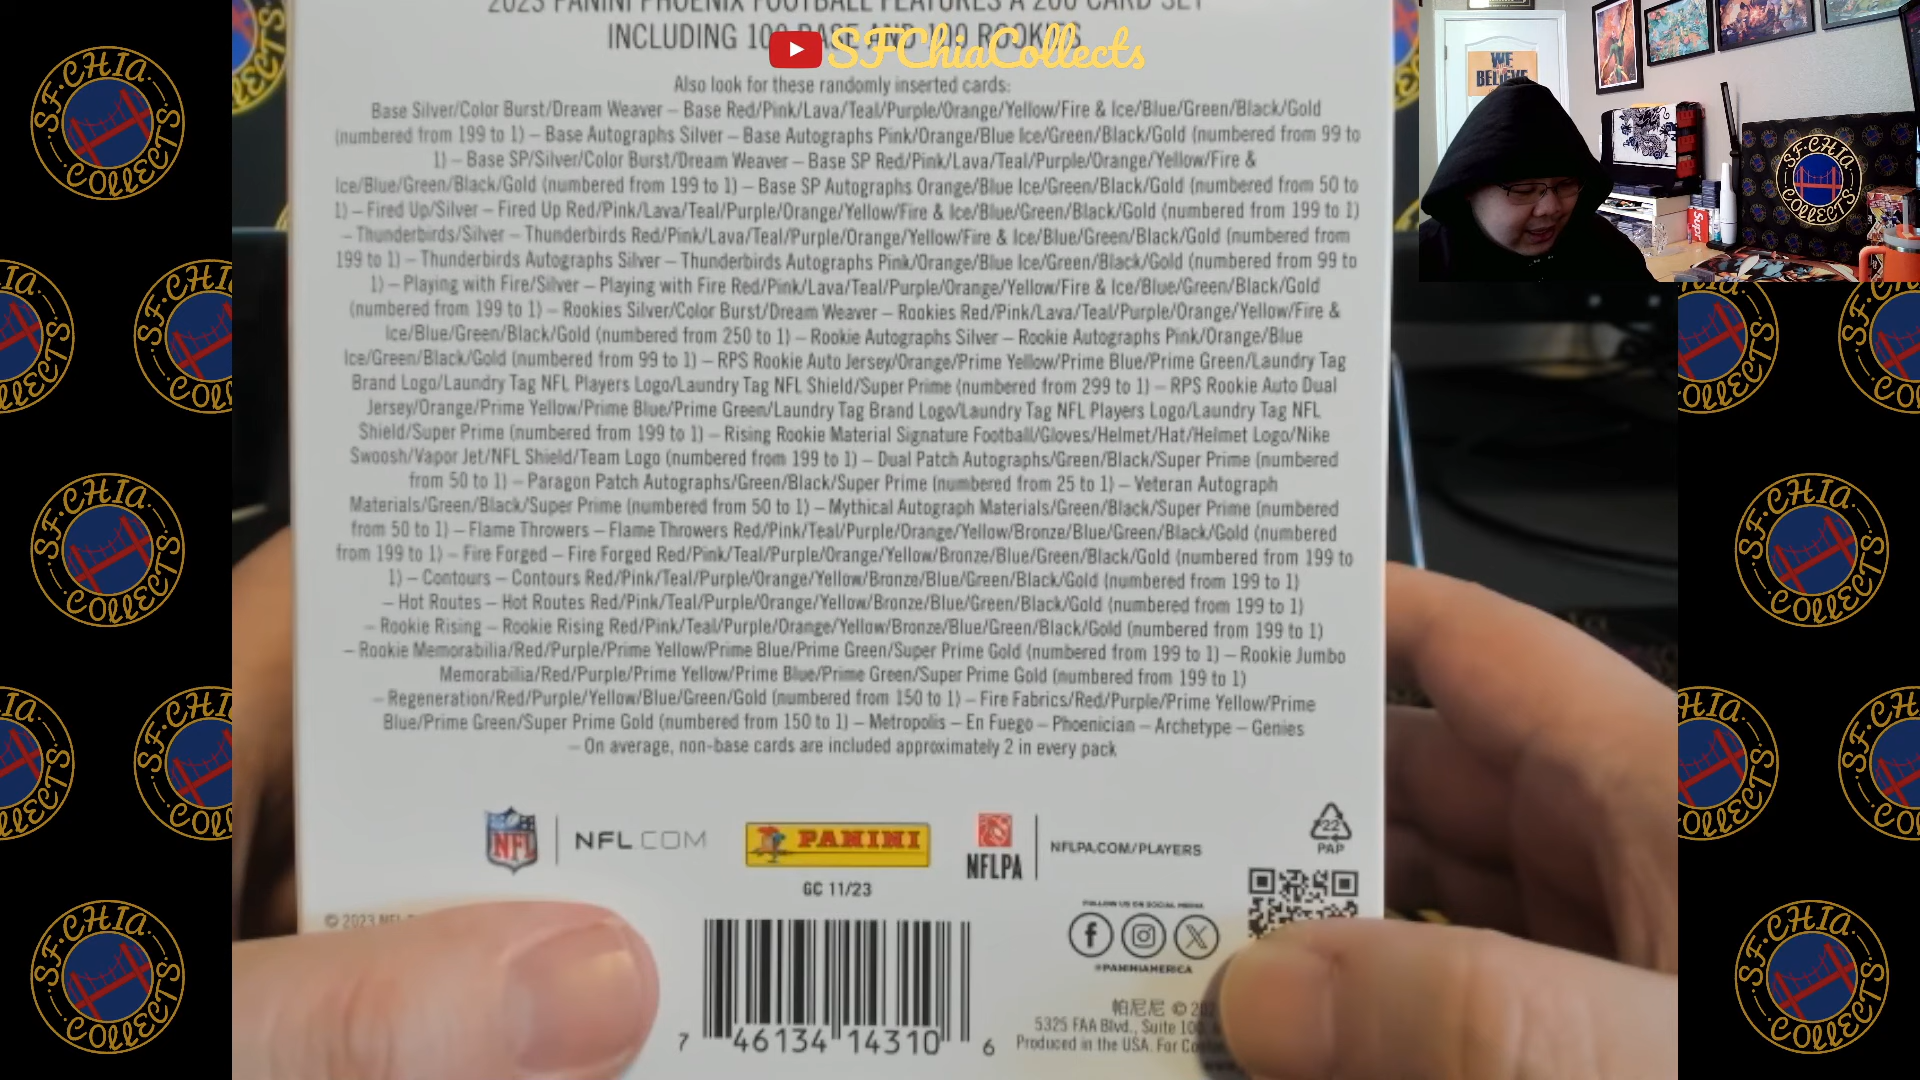 2023 PANINI PHOENIX FOOTBALL FEATURES A 200 CARD SET
INCLUDING 100 BASE AND 100 ROOKIES
SFChiaCollects
Also look for these randomly inserted cards:
Base Silver/Color Burst/Dream Weaver – Base Red/Pink/Lava/Teal/Purple/Orange/Yellow/Fire & Ice/Blue/Green/Black/Gold
(numbered from 199 to 1) – Base Autographs Silver – Base Autographs Pink/Orange/Blue Ice/Green/Black/Gold (numbered from 99 to
1) – Base SP/Silver/Color Burst/Dream Weaver – Base SP Red/Pink/Lava/Teal/Purple/Orange/Yellow/Fire &
Ice/Blue/Green/Black/Gold (numbered from 199 to 1) – Base SP Autographs Orange/Blue Ice/Green/Black/Gold (numbered from 50 to
1) – Fired Up/Silver – Fired Up Red/Pink/Lava/Teal/Purple/Orange/Yellow/Fire & Ice/Blue/Green/Black/Gold (numbered from 199 to 1)
– Thunderbirds/Silver – Thunderbirds Red/Pink/Lava/Teal/Purple/Orange/Yellow/Fire & Ice/Blue/Green/Black/Gold (numbered from
199 to 1) – Thunderbirds Autographs Silver – Thunderbirds Autographs Pink/Orange/Blue Ice/Green/Black/Gold (numbered from 99 to
1) – Playing with Fire/Silver – Playing with Fire Red/Pink/Lava/Teal/Purple/Orange/Yellow/Fire & Ice/Blue/Green/Black/Gold
(numbered from 199 to 1) – Rookies Silver/Color Burst/Dream Weaver – Rookies Red/Pink/Lava/Teal/Purple/Orange/Yellow/Fire &
Ice/Blue/Green/Black/Gold (numbered from 250 to 1) – Rookie Autographs Silver – Rookie Autographs Pink/Orange/Blue
Ice/Green/Black/Gold (numbered from 99 to 1) – RPS Rookie Auto Jersey/Orange/Prime Yellow/Prime Blue/Prime Green/Laundry Tag
Brand Logo/Laundry Tag NFL Players Logo/Laundry Tag NFL Shield/Super Prime (numbered from 299 to 1) – RPS Rookie Auto Dual
Jersey/Orange/Prime Yellow/Prime Blue/Prime Green/Laundry Tag Brand Logo/Laundry Tag NFL Players Logo/Laundry Tag NFL
Shield/Super Prime (numbered from 199 to 1) – Rising Rookie Material Signature Football/Gloves/Helmet/Hat/Helmet Logo/Nike
Swoosh/Vapor Jet/NFL Shield/Team Logo (numbered from 199 to 1) – Dual Patch Autographs/Green/Black/Super Prime (numbered
from 50 to 1) – Paragon Patch Autographs/Green/Black/Super Prime (numbered from 25 to 1) – Veteran Autograph
Materials/Green/Black/Super Prime (numbered from 50 to 1) – Mythical Autograph Materials/Green/Black/Super Prime (numbered
from 50 to 1) – Flame Throwers – Flame Throwers Red/Pink/Teal/Purple/Orange/Yellow/Bronze/Blue/Green/Black/Gold (numbered
from 199 to 1) – Fire Forged – Fire Forged Red/Pink/Teal/Purple/Orange/Yellow/Bronze/Blue/Green/Black/Gold (numbered from 199 to
1) – Contours – Contours Red/Pink/Teal/Purple/Orange/Yellow/Bronze/Blue/Green/Black/Gold (numbered from 199 to 1)
– Hot Routes – Hot Routes Red/Pink/Teal/Purple/Orange/Yellow/Bronze/Blue/Green/Black/Gold (numbered from 199 to 1)
– Rookie Rising – Rookie Rising Red/Pink/Teal/Purple/Orange/Yellow/Bronze/Blue/Green/Black/Gold (numbered from 199 to 1)
– Rookie Memorabilia/Red/Purple/Prime Yellow/Prime Blue/Prime Green/Super Prime Gold (numbered from 199 to 1) – Rookie Jumbo
Memorabilia/Red/Purple/Prime Yellow/Prime Blue/Prime Green/Super Prime Gold (numbered from 199 to 1)
– Regeneration/Red/Purple/Yellow/Blue/Green/Gold (numbered from 150 to 1) – Fire Fabrics/Red/Purple/Prime Yellow/Prime
Blue/Prime Green/Super Prime Gold (numbered from 150 to 1) – Metropolis – En Fuego – Phoenician – Archetype – Genies
– On average, non-base cards are included approximately 2 in every pack
NFL
NFL.COM
PANINI
NFLPA
NFLPA.COM/PLAYERS
22
PAP
GC 11/23
FOLLOW US ON SOCIAL MEDIA
@PANINIAMERICA
© 2023
帕尼尼 ©
5325 FAA Blvd., Suite
Produced in the USA. For
7 46134 14310 6
WE
BELIEVE
SF·CHIA
COLLECTS